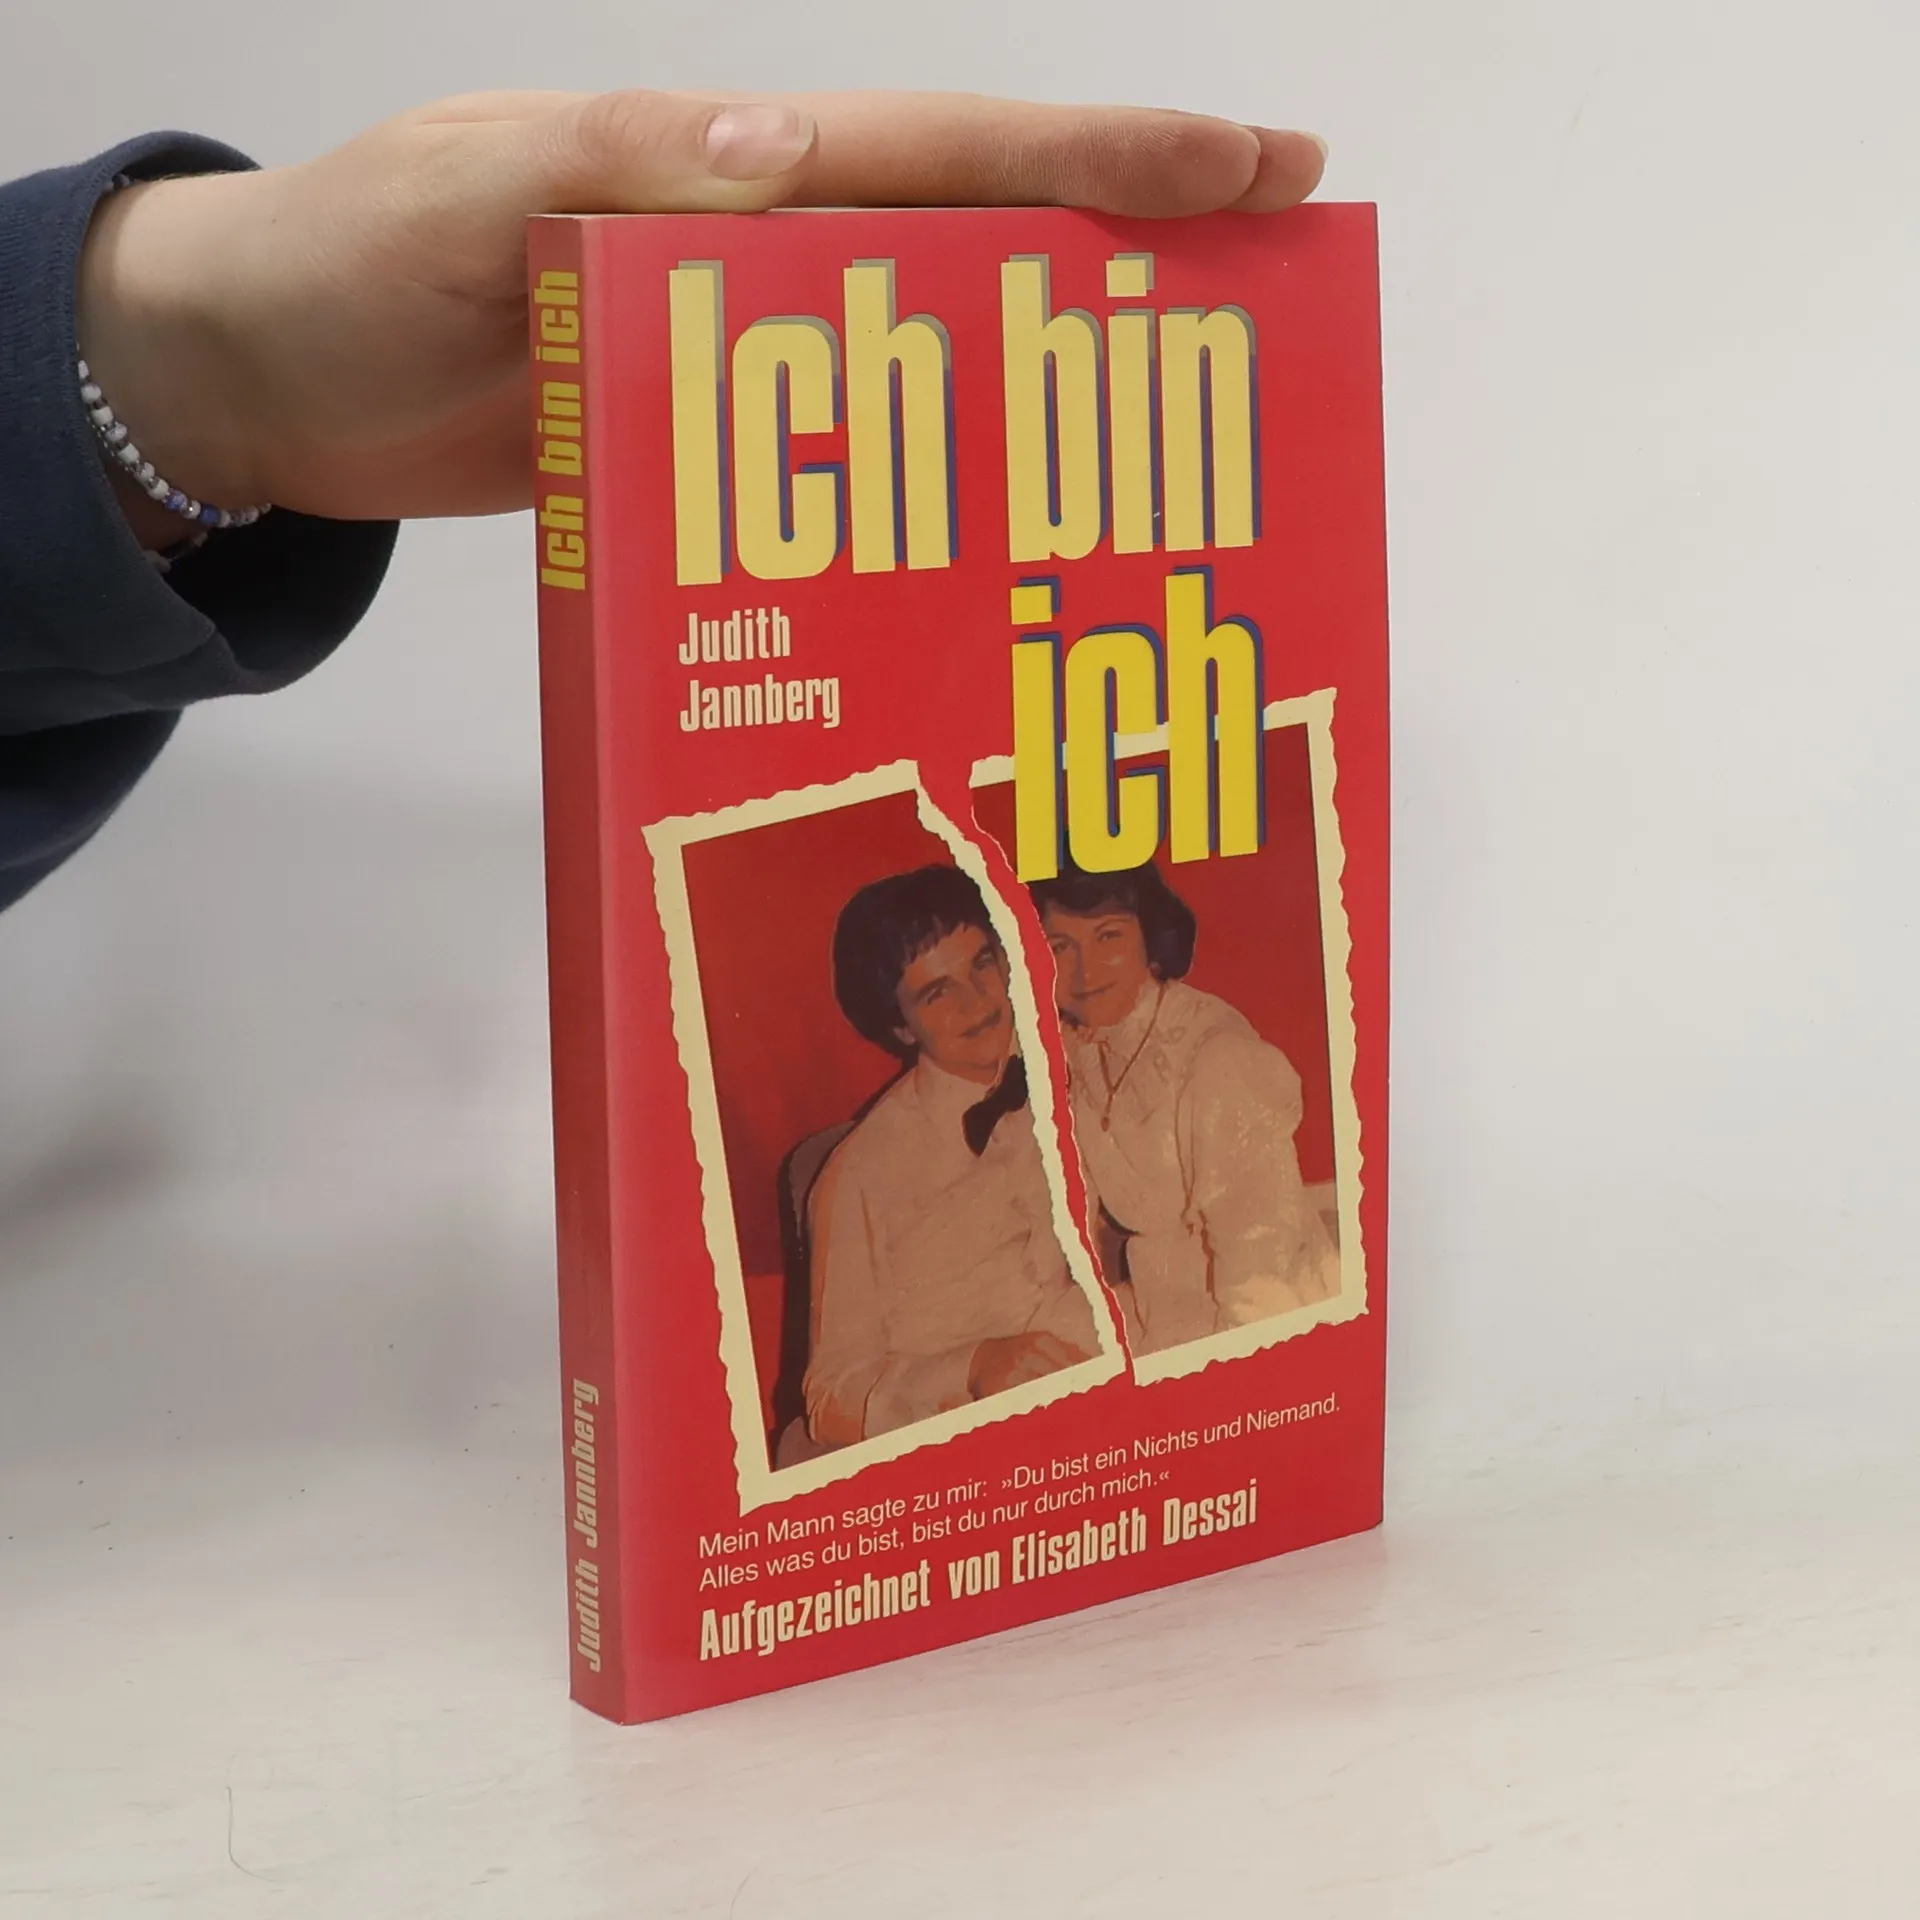 Ich bin
ich
Judith
Jannberg
Mein Mann sagte zu mir: »Du bist ein Nichts und Niemand.
Alles was du bist, bist du nur durch mich.«
Aufgezeichnet von Elisabeth Dessai
Ich bin ich
Judith Jannberg